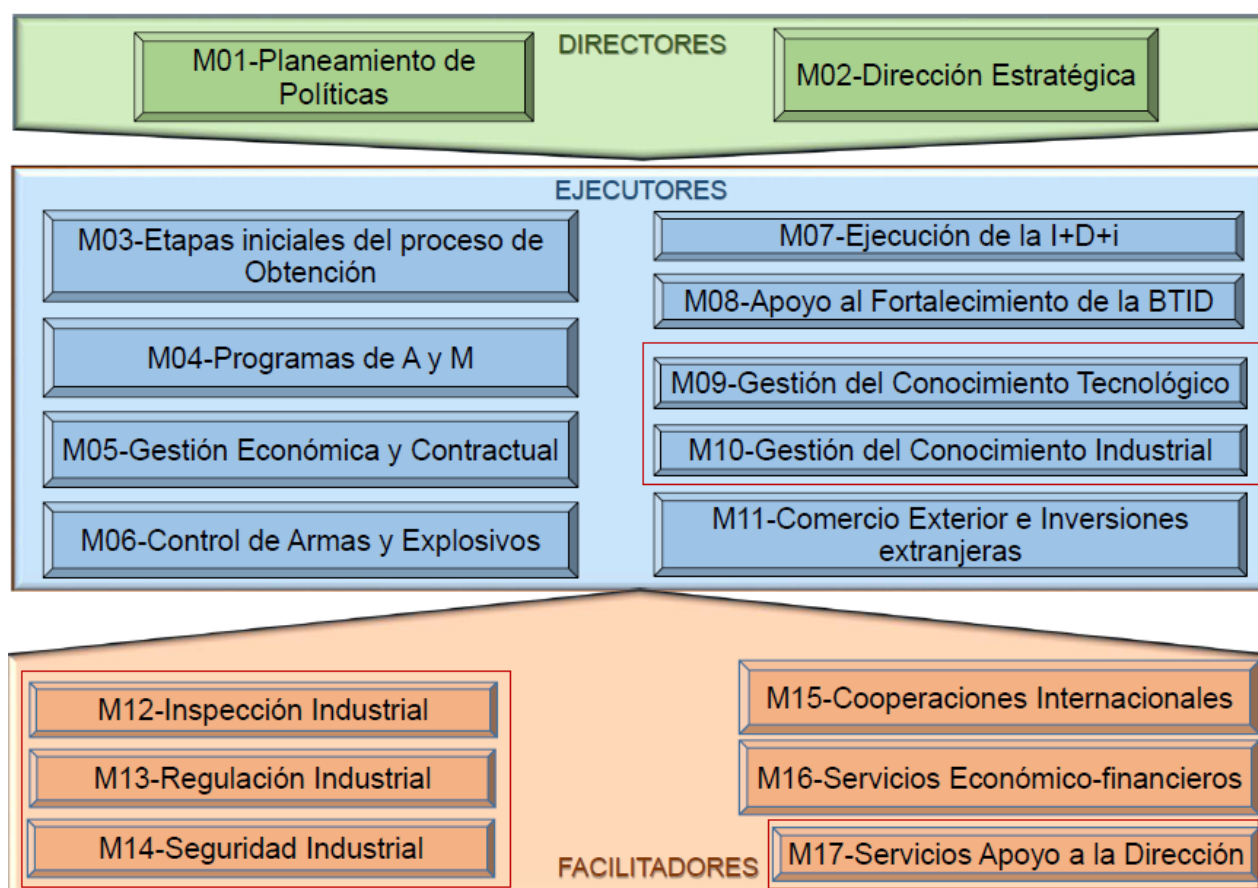 DIRECTORES
M01-Planeamiento de
Políticas
M02-Dirección Estratégica
EJECUTORES
M03-Etapas iniciales del proceso de
Obtención
M04-Programas de A y M
M05-Gestión Económica y Contractual
M06-Control de Armas y Explosivos
M07-Ejecución de la I+D+i
M08-Apoyo al Fortalecimiento de la BTID
M09-Gestión del Conocimiento Tecnológico
M10-Gestión del Conocimiento Industrial
M11-Comercio Exterior e Inversiones
extranjeras
M12-Inspección Industrial
M13-Regulación Industrial
M14-Seguridad Industrial
M15-Cooperaciones Internacionales
M16-Servicios Económico-financieros
M17-Servicios Apoyo a la Dirección
FACILITADORES